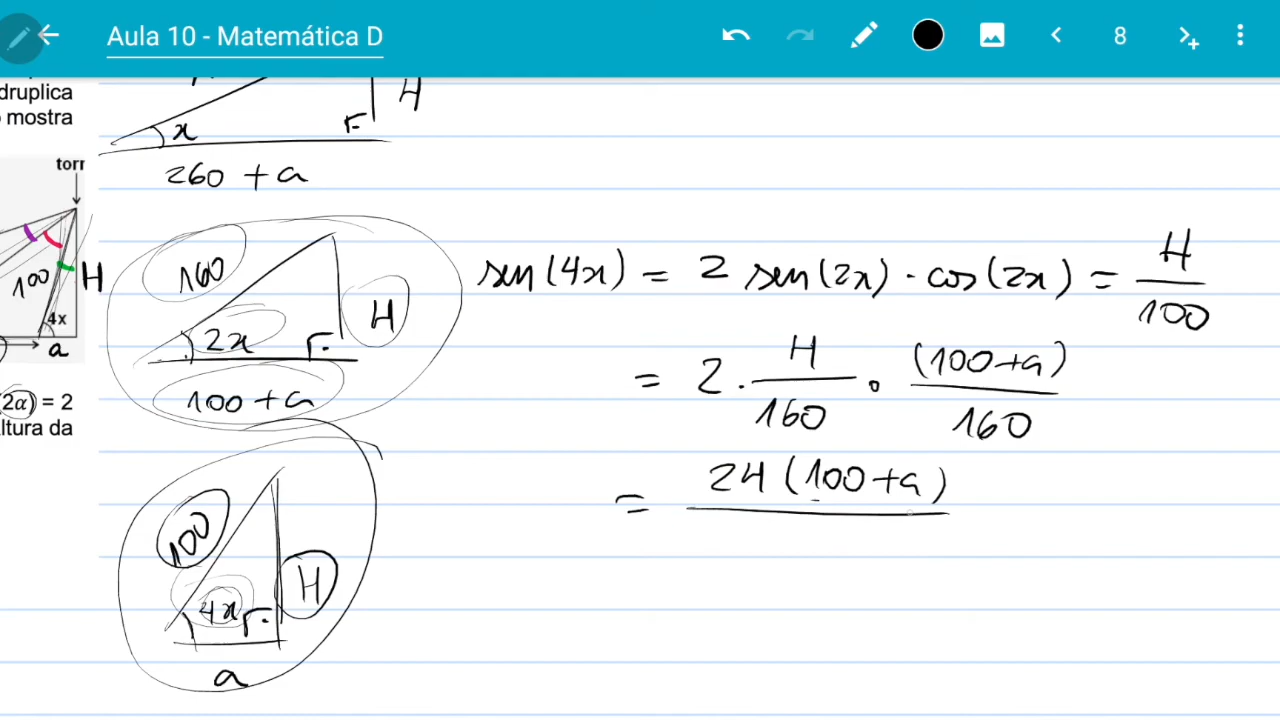 Aula 10 - Matemática D
8
druplica
mostra
H
x
260 + a
torr
100
H
4x
a
(2α) = 2
ltura da
160
H
2x
100 + a
100
H
4x
a
sen(4x) = 2 sen(2x) · cos(2x) = H/100
= 2 · H/160 · (100+a)/160
= 2H (100+a)